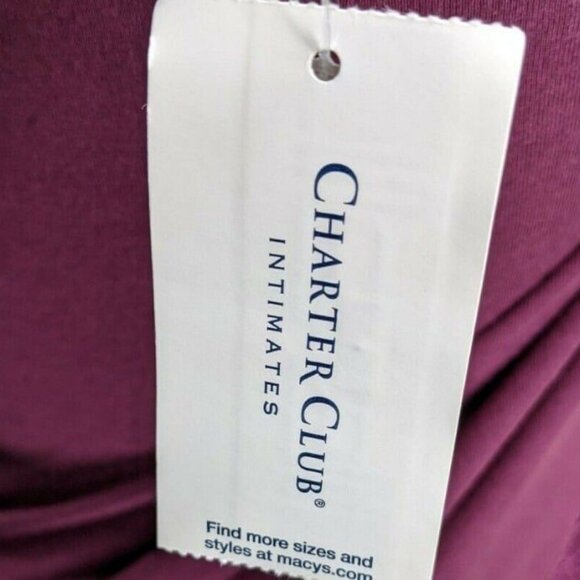 CHARTER CLUB®
INTIMATES
Find more sizes and
styles at macys.com